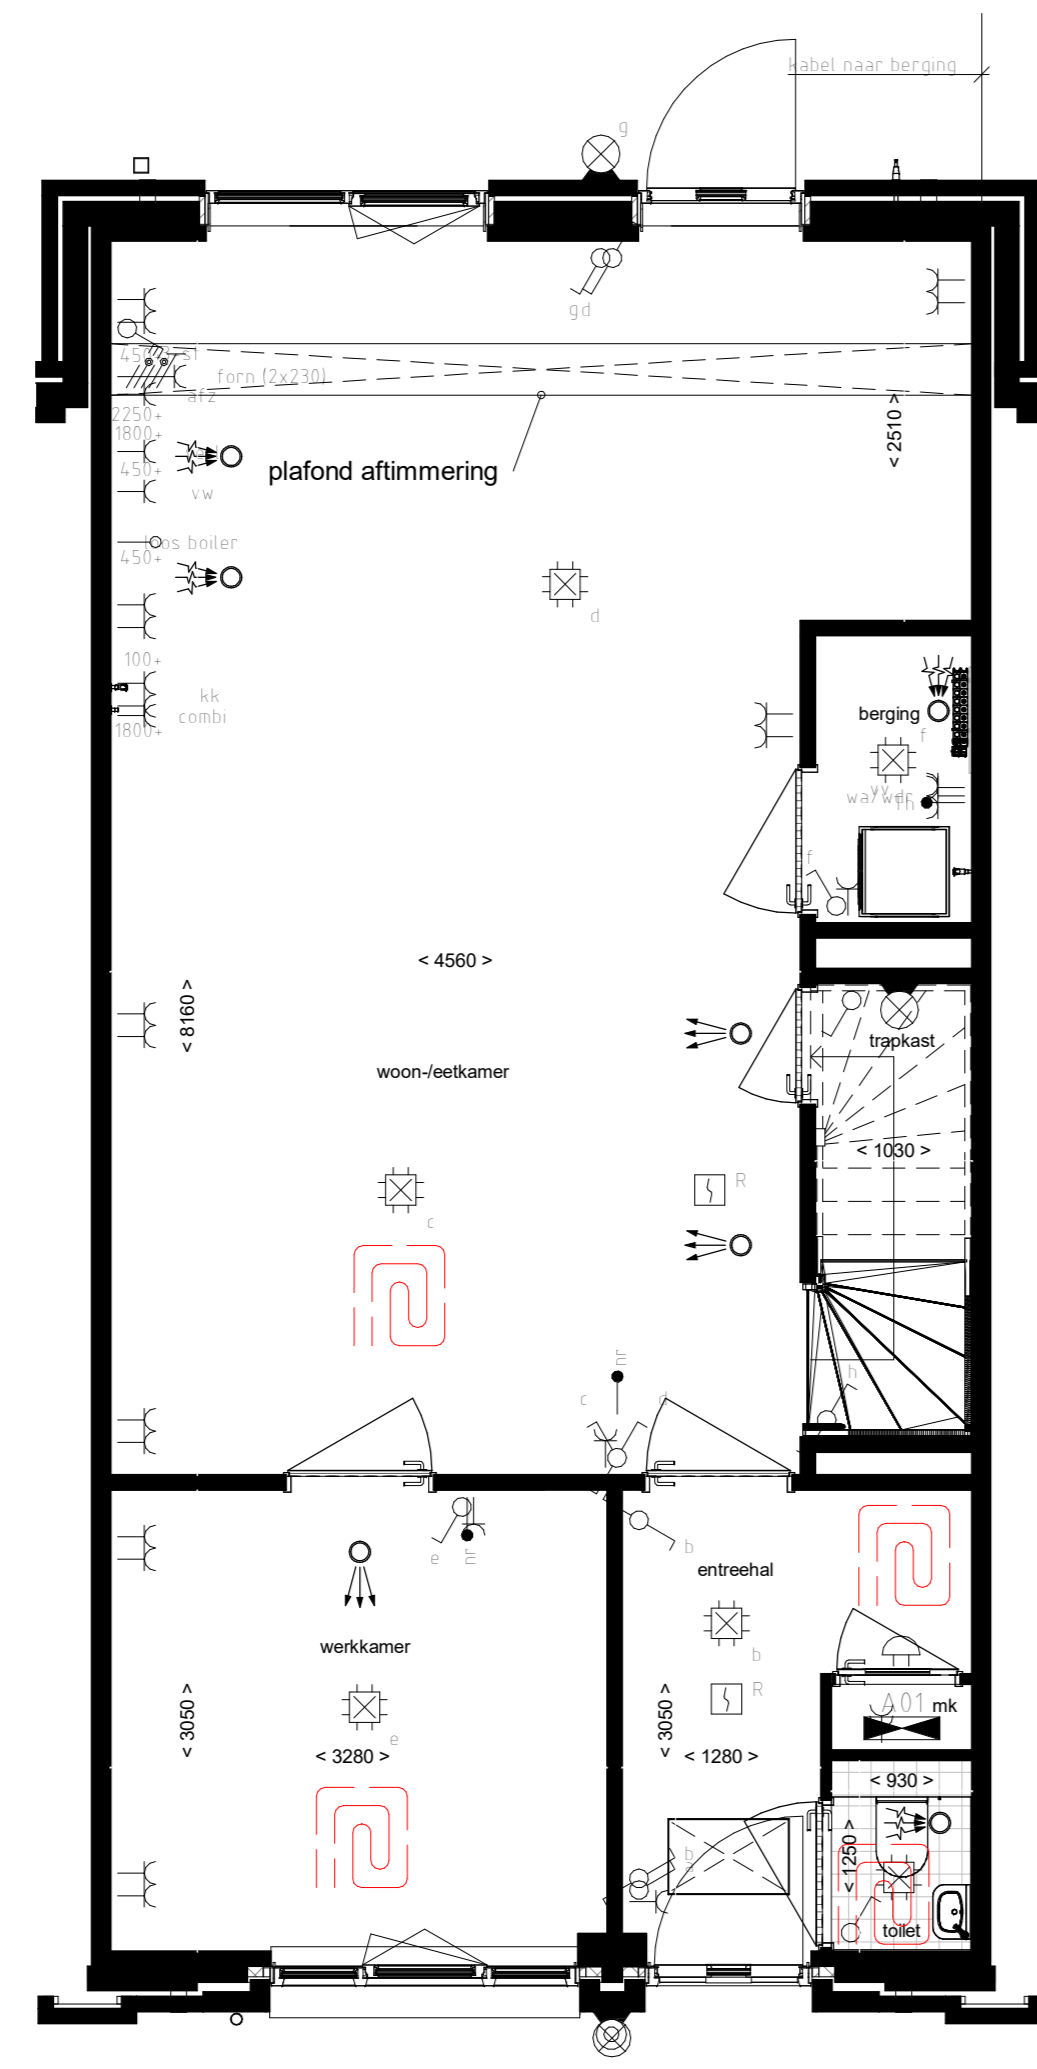 kabel naar berging
g
gd
forn (2x230)
afz
2250+
1800+
450+
vw
plafond aftimmering
< 2510 >
loos boiler
450+
d
100+
kk
combi
1800+
berging
f
wa/wdr
f
< 4560 >
< 8160 >
trapkast
woon-/eetkamer
< 1030 >
R
c
nr
c
d
h
e
nr
b
entreehal
werkkamer
b
R
e
A01 mk
< 3050 >
< 3050 >
< 3280 >
< 1280 >
< 930 >
< 1250 >
b
a
toilet